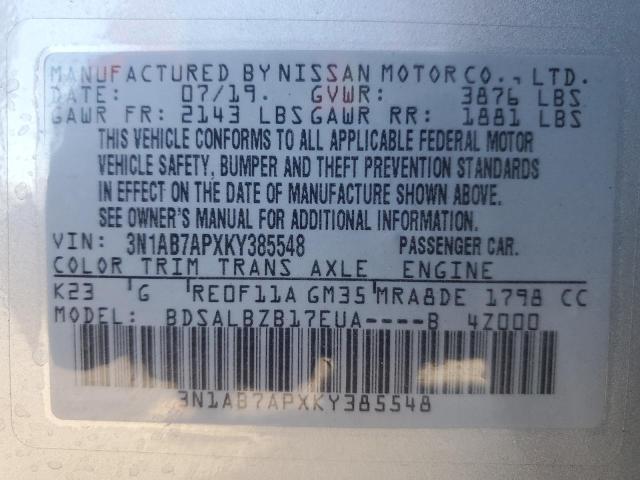 MANUFACTURED BY NISSAN MOTOR CO., LTD.
DATE: 07/19. GVWR: 3876 LBS
GAWR FR: 2143 LBS GAWR RR: 1881 LBS
THIS VEHICLE CONFORMS TO ALL APPLICABLE FEDERAL MOTOR
VEHICLE SAFETY, BUMPER AND THEFT PREVENTION STANDARDS
IN EFFECT ON THE DATE OF MANUFACTURE SHOWN ABOVE.
SEE OWNER'S MANUAL FOR ADDITIONAL INFORMATION.
VIN: 3N1AB7APXKY385548 PASSENGER CAR.
COLOR TRIM TRANS AXLE ENGINE
K23 G RE0F11A GM35 MRA8DE 1798 CC
MODEL: BDSALBZB17EUA----B 4Z000
3N1AB7APXKY385548